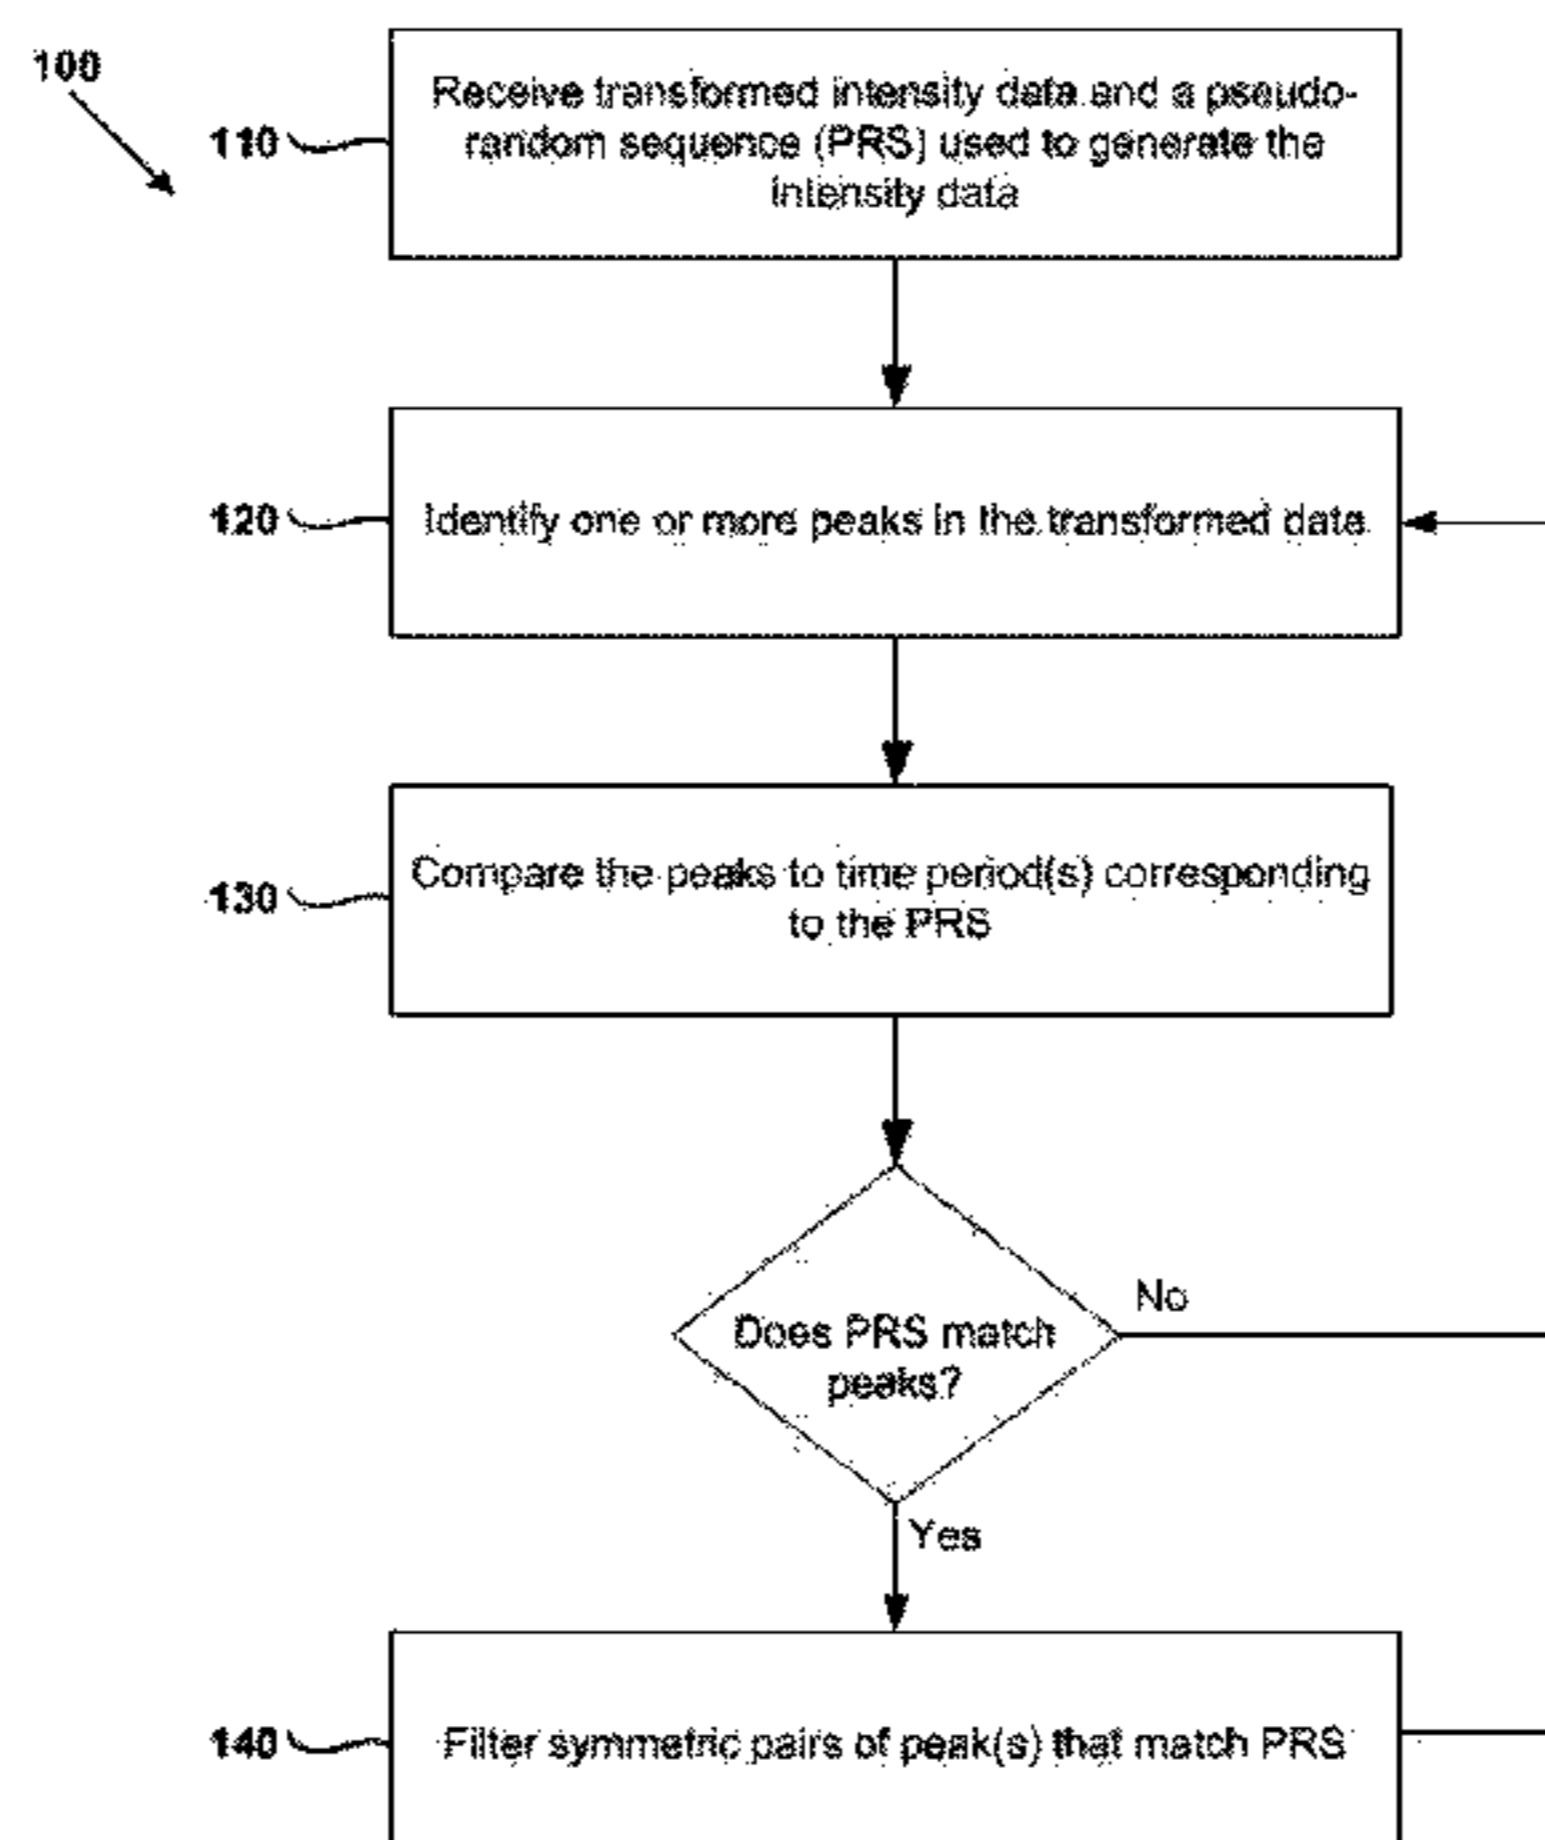 100
110
Receive transformed intensity data and a pseudo-
random sequence (PRS) used to generate the
intensity data
120
Identify one or more peaks in the transformed data
130
Compare the peaks to time period(s) corresponding
to the PRS
Does PRS match
peaks?
No
Yes
140
Filter symmetric pairs of peak(s) that match PRS